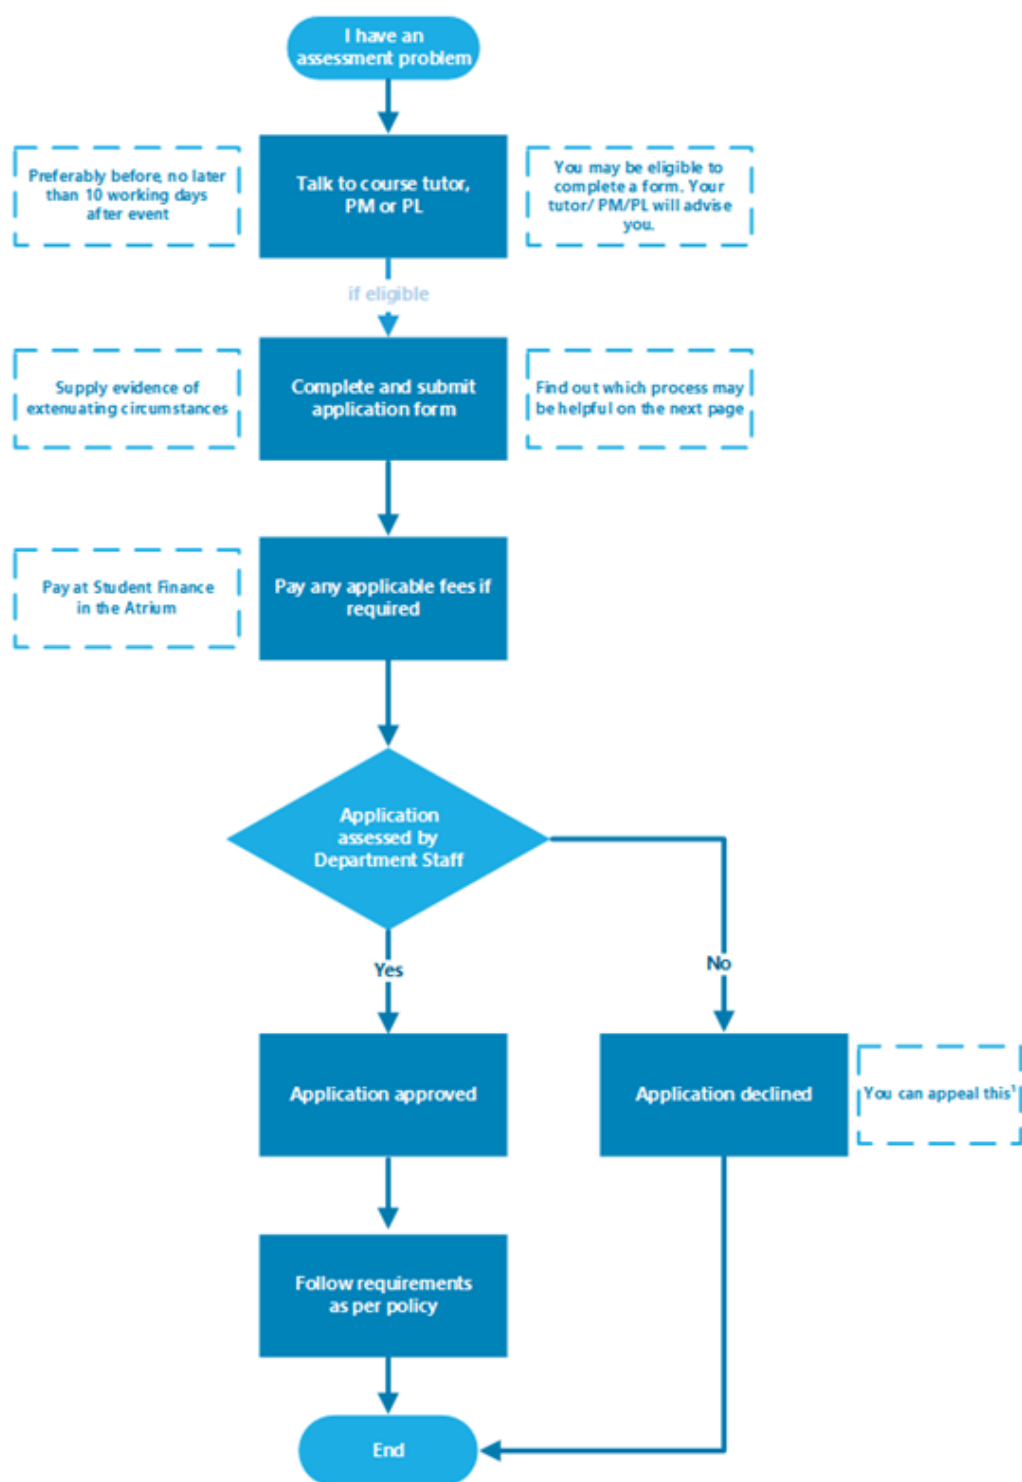 I have an
assessment problem
Preferably before, no later
than 10 working days
after event
Talk to course tutor,
PM or PL
You may be eligible to
complete a form. Your
tutor/ PM/PL will advise
you.
if eligible
Supply evidence of
extenuating circumstances
Complete and submit
application form
Find out which process may
be helpful on the next page
Pay at Student Finance
in the Atrium
Pay any applicable fees if
required
Application
assessed by
Department Staff
Yes
No
Application approved
Application declined
You can appeal this¹
Follow requirements
as per policy
End